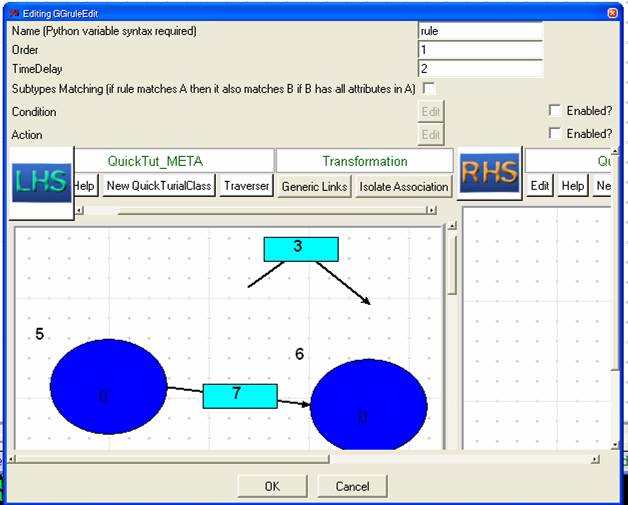 Editing GGruleEdit
Name (Python variable syntax required) rule
Order 1
TimeDelay 2
Subtypes Matching (if rule matches A then it also matches B if B has all attributes in A)
Condition Edit Enabled?
Action Edit Enabled?
LHS QuickTut_META Transformation RHS
Help New QuickTurialClass Traverser Generic Links Isolate Association Edit Help
3
5
6
0
7
0
OK Cancel